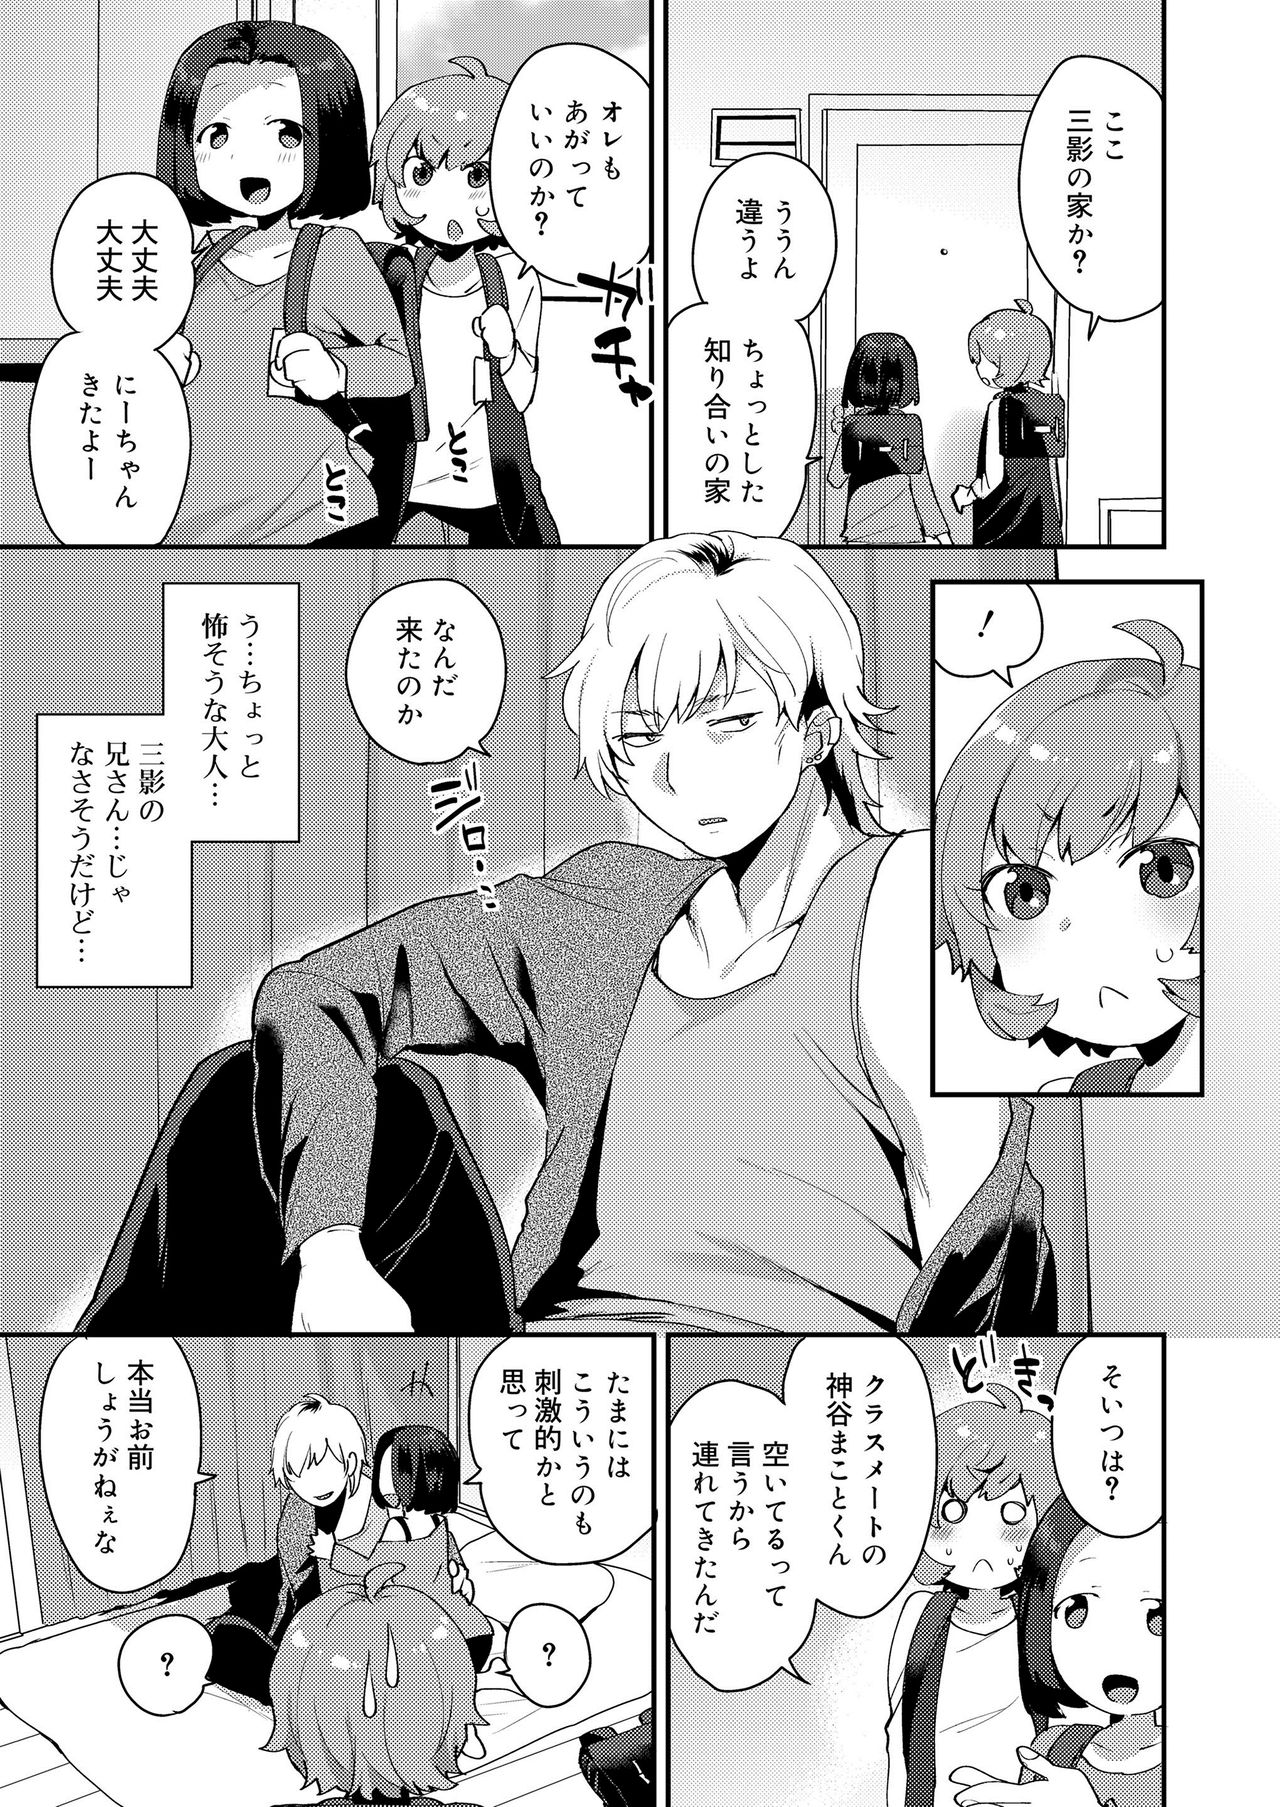 ここ
三影の家か?
ううん
違うよ
ちょっとした
知り合いの家
オレも
あがって
いいのか?
ガチャ
とこ
とこ
大丈夫
大丈夫
にーちゃん
きたよー
!
なんだ
来たのか
ジロ…
う…ちょっと
怖そうな大人…
三影の
兄さん…じゃ
なさそうだけど…
そいつは?
どきっ
クラスメートの
神谷まことくん
空いてるって
言うから
連れてきたんだ
たまには
こういうのも
刺激的かと
思って
?
?
本当お前
しょうがねぇな